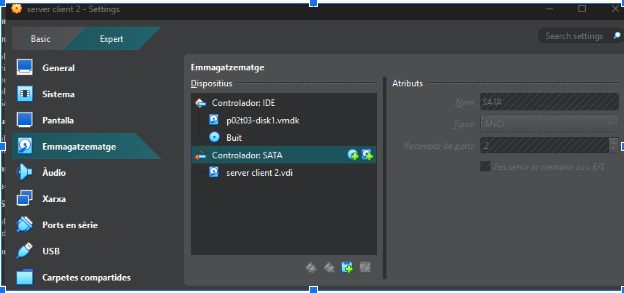 server client 2 - Settings
Basic
Expert
Search settings
General
Sistema
Pantalla
Emmagatzematge
Àudio
Xarxa
Ports en sèrie
USB
Carpetes compartides
Emmagatzematge
Dispositius
Controlador: IDE
p02t03-disk1.vmdk
Buit
Controlador: SATA
server client 2.vdi
Atributs
Nom: SATA
Tipus: AHCI
Recompte de ports: 2
Fes servir la memòria cau E/S